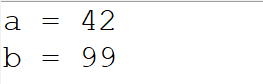 a = 42
b = 99